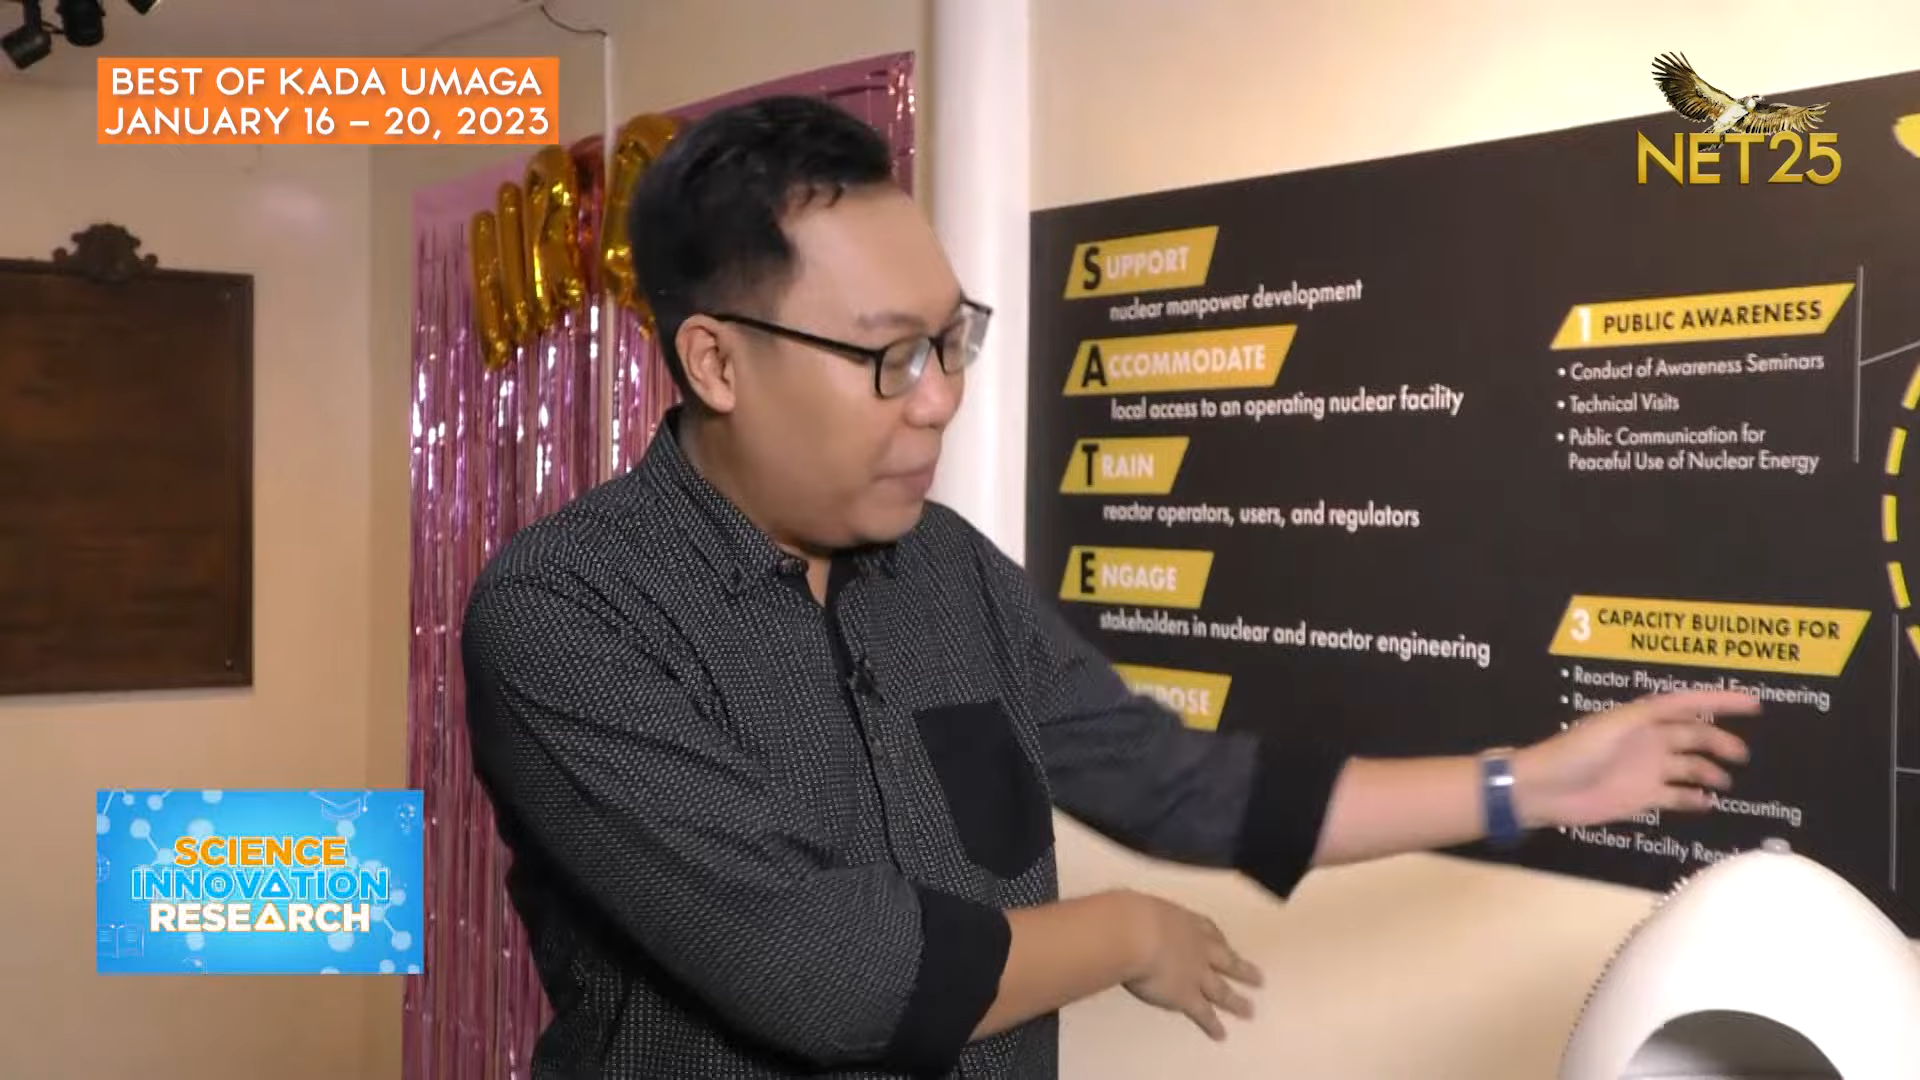 BEST OF KADA UMAGA
JANUARY 16 – 20, 2023
NET25
SUPPORT
nuclear manpower development
ACCOMMODATE
local access to an operating nuclear facility
TRAIN
reactor operators, users, and regulators
ENGAGE
stakeholders in nuclear and reactor engineering
1 PUBLIC AWARENESS
• Conduct of Awareness Seminars
• Technical Visits
• Public Communication for
Peaceful Use of Nuclear Energy
3 CAPACITY BUILDING FOR
NUCLEAR POWER
• Reactor Physics and Engineering
Accounting
• Nuclear Facility
SCIENCE
INNOVATION
RESEARCH